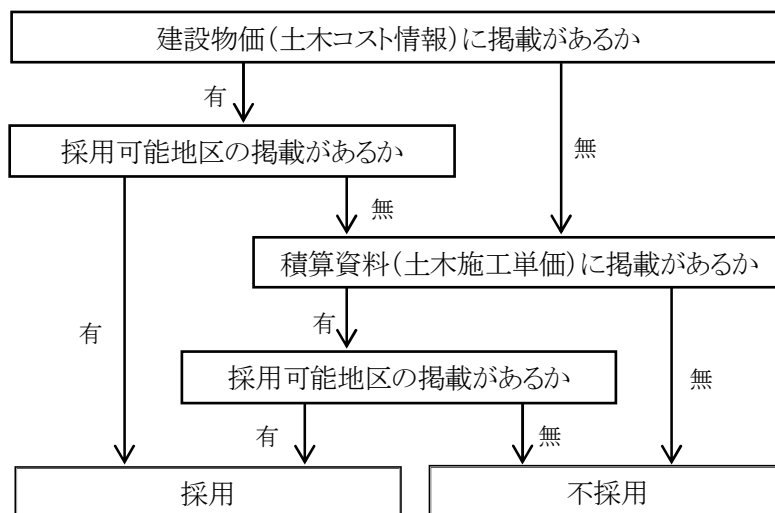 建設物価(土木コスト情報)に掲載があるか
有
採用可能地区の掲載があるか
無
無
積算資料(土木施工単価)に掲載があるか
有
有
採用可能地区の掲載があるか
無
有
無
採用
不採用